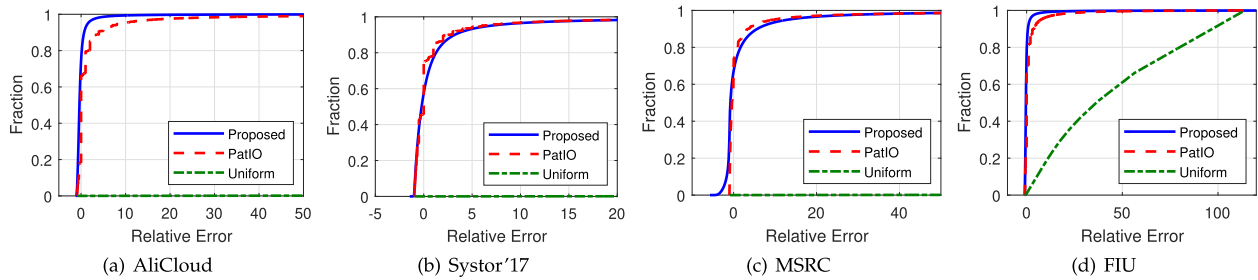 1
0.8
0.6
0.4
0.2
0
Fraction
0 10 20 30 40 50
Relative Error
Proposed
PatIO
Uniform
(a) AliCloud
1
0.8
0.6
0.4
0.2
0
Fraction
-5 0 5 10 15 20
Relative Error
Proposed
PatIO
Uniform
(b) Systor'17
1
0.8
0.6
0.4
0.2
0
Fraction
0 20 40
Relative Error
Proposed
PatIO
Uniform
(c) MSRC
1
0.8
0.6
0.4
0.2
0
Fraction
0 50 100
Relative Error
Proposed
PatIO
Uniform
(d) FIU